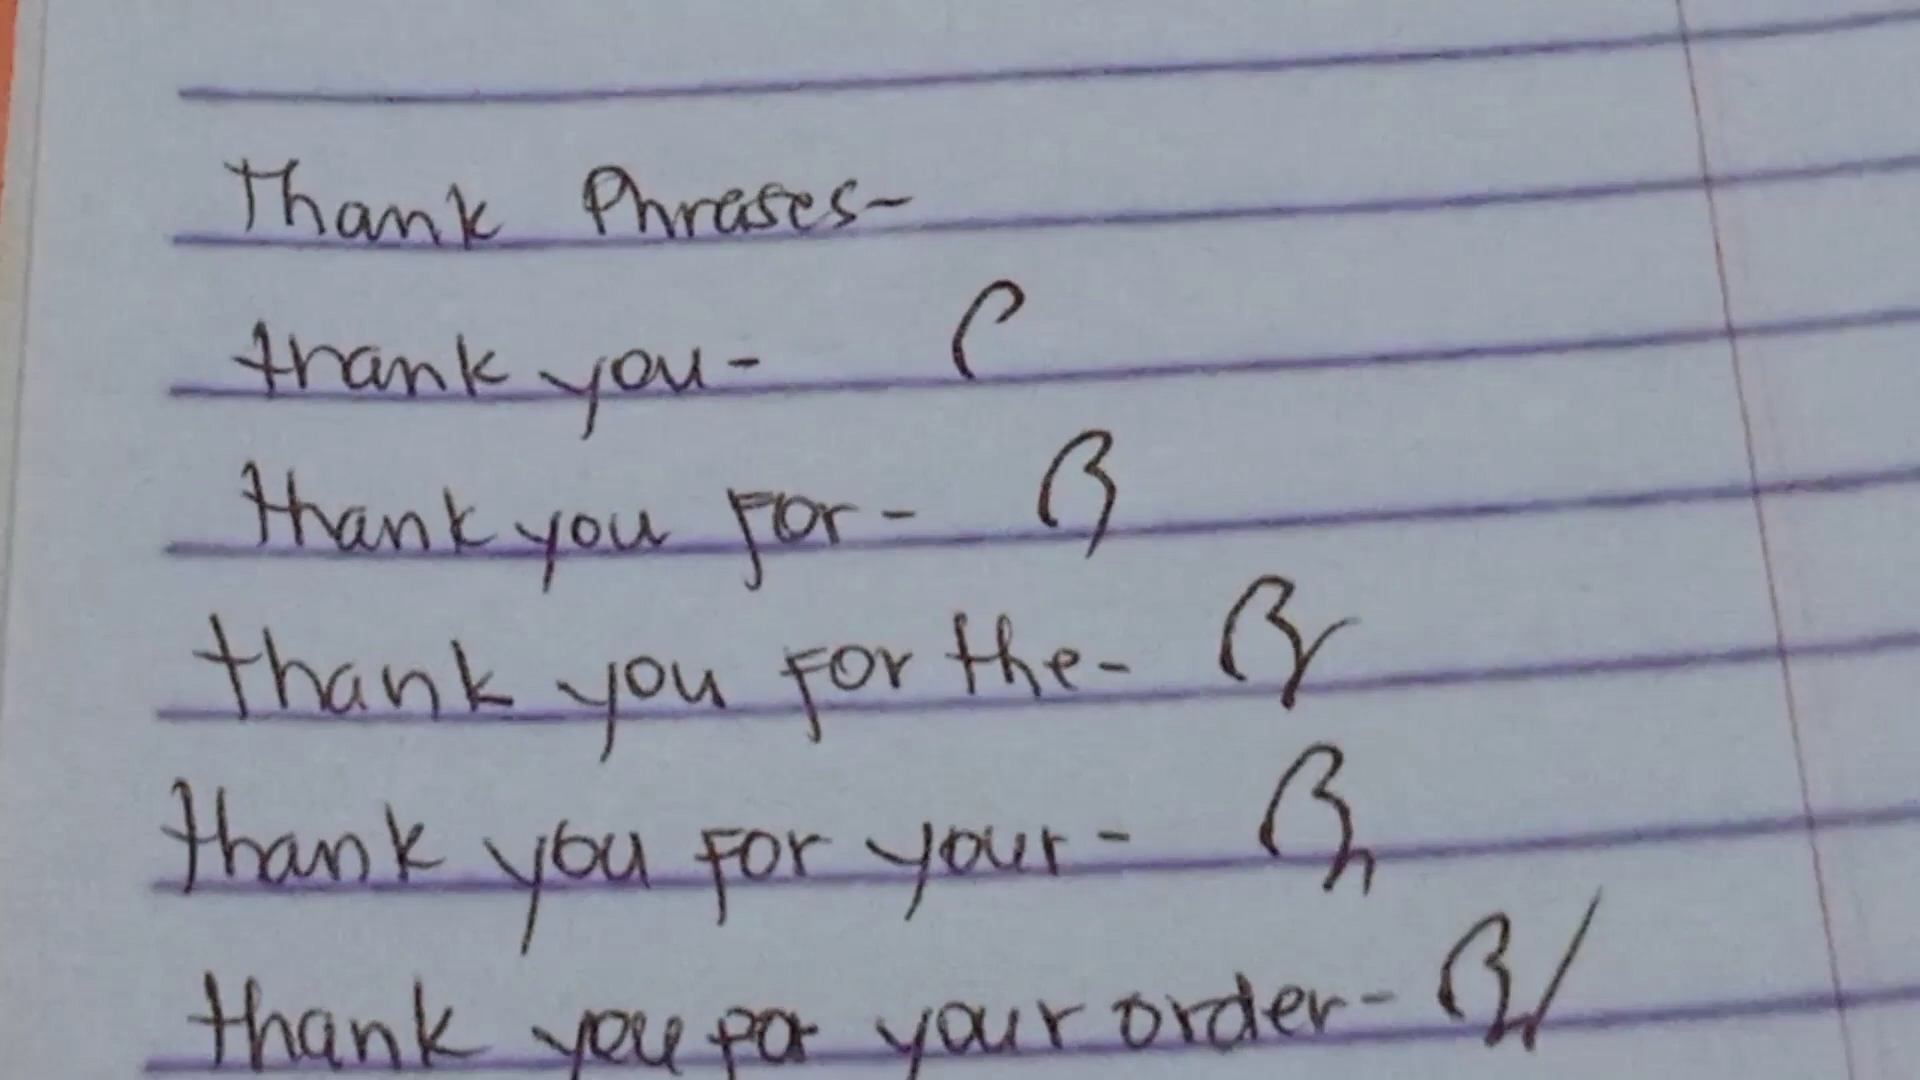 Thank Phrases-
thank you-
thank you for-
thank you for the-
thank you for your-
thank you for your order-